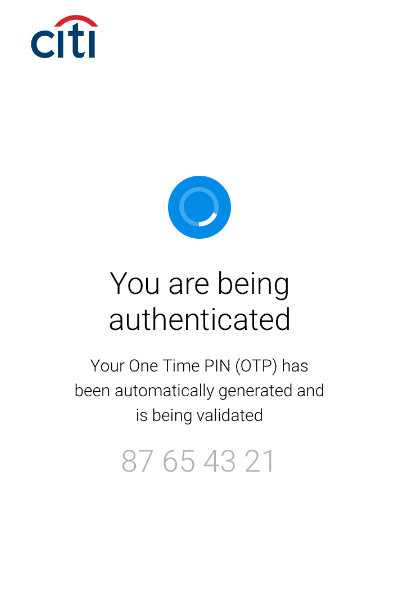 citi
You are being
authenticated
Your One Time PIN (OTP) has
been automatically generated and
is being validated
87 65 43 21